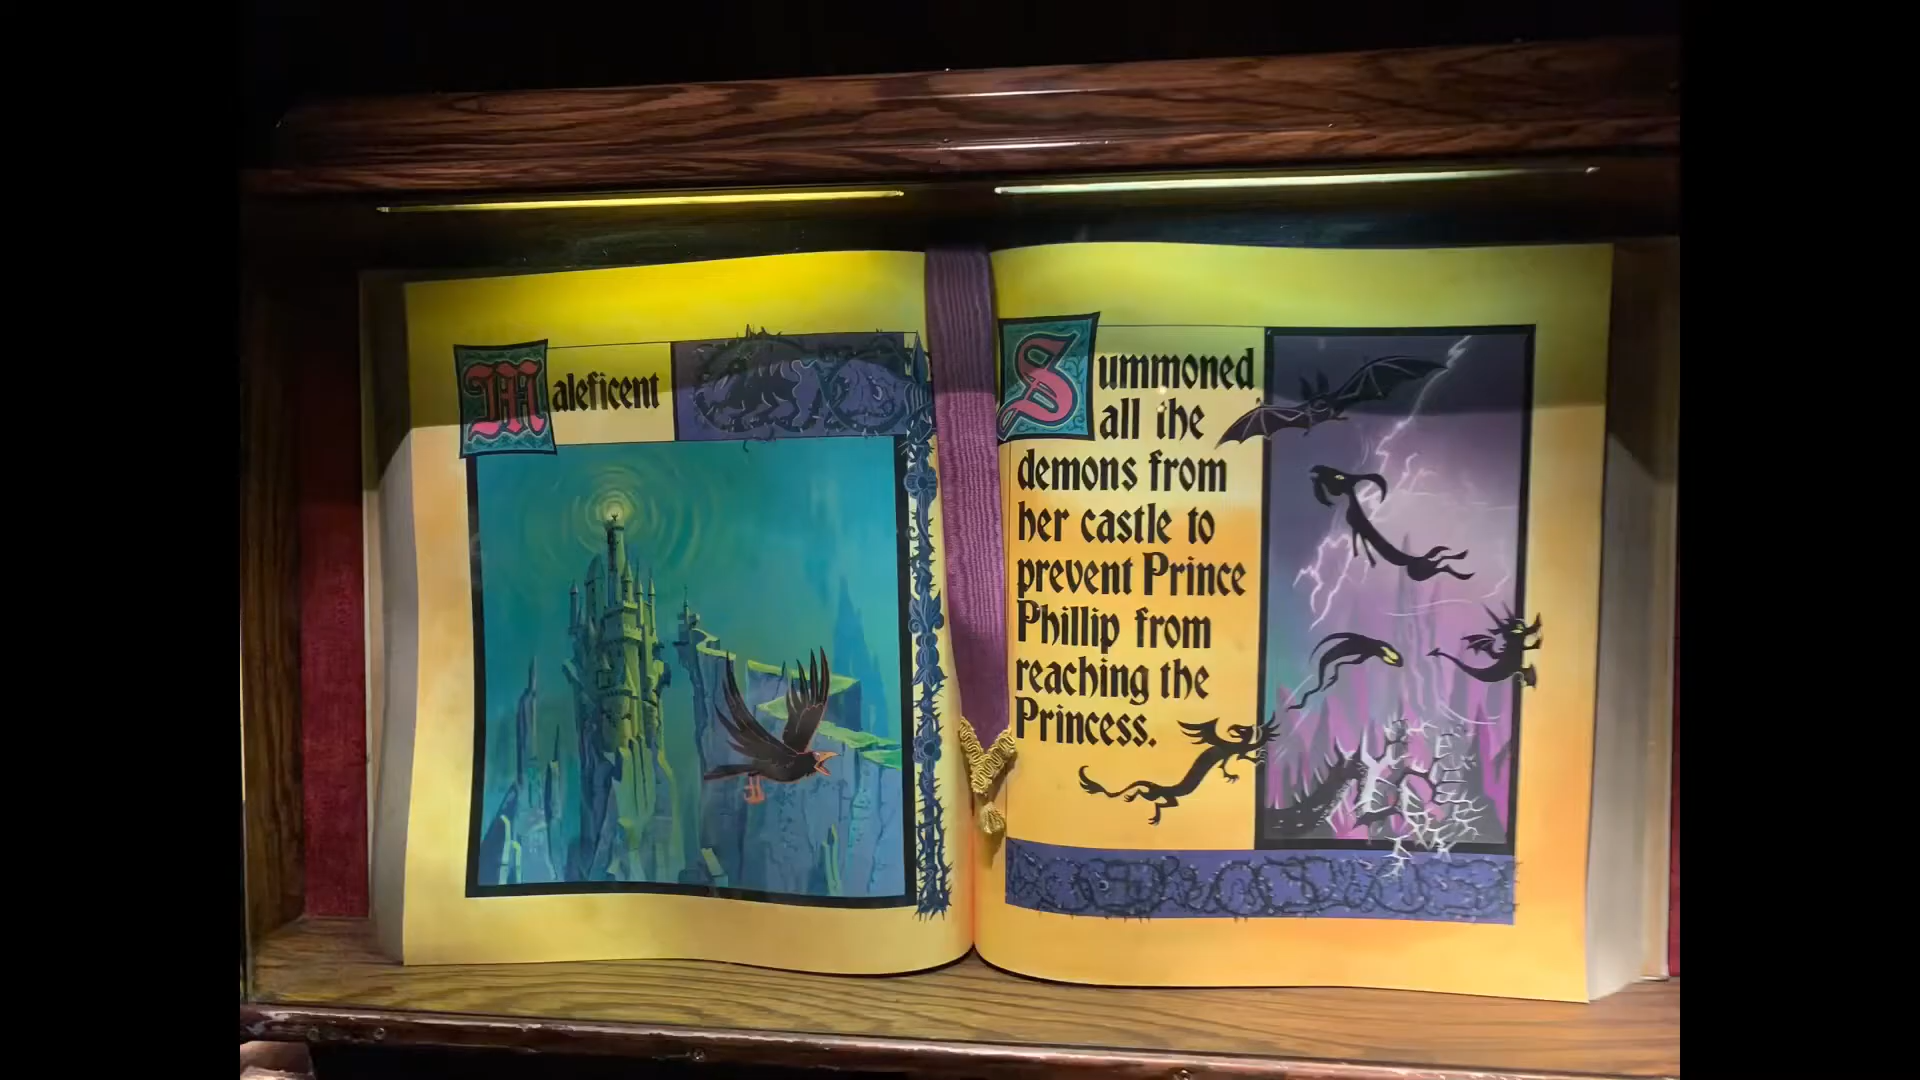 Maleficent
Summoned
all the
demons from
her castle to
prevent Prince
Phillip from
reaching the
Princess.